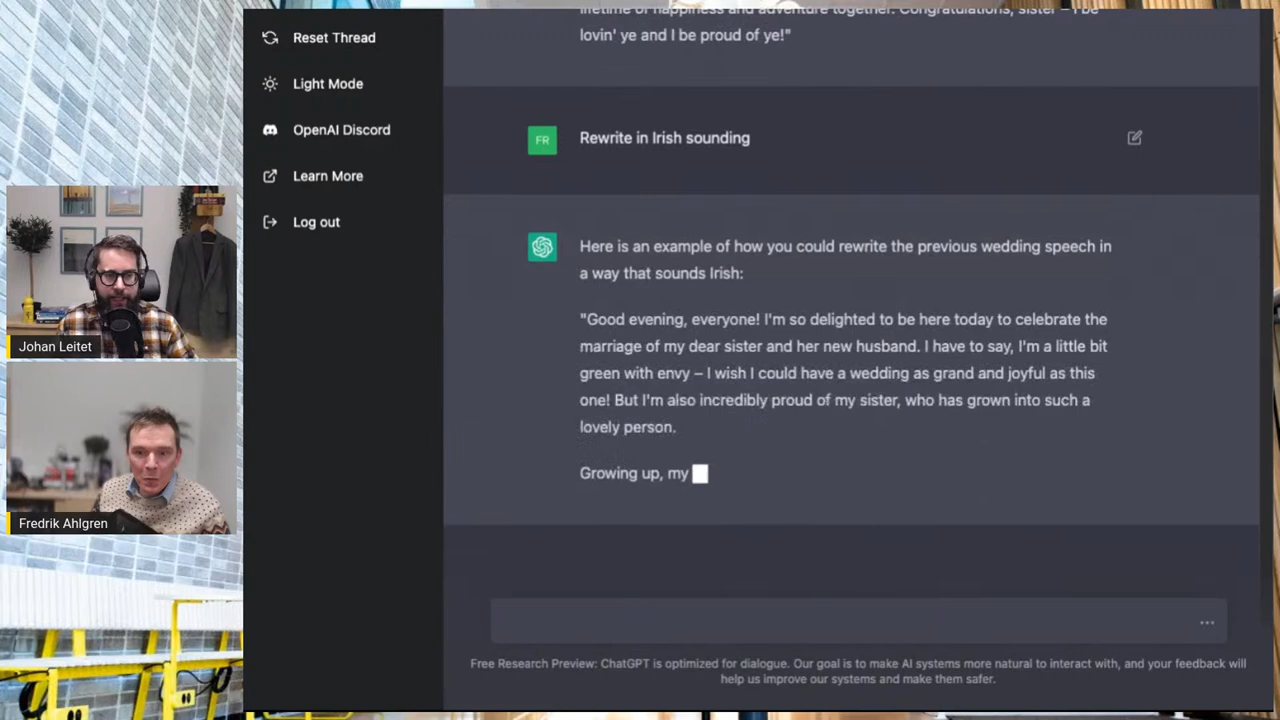 Reset Thread
Light Mode
OpenAI Discord
Learn More
Log out
Johan Leitet
Fredrik Ahlgren
lifetime of happiness and adventure together. Congratulations, sister – I be
lovin' ye and I be proud of ye!"
FR
Rewrite in Irish sounding
Here is an example of how you could rewrite the previous wedding speech in
a way that sounds Irish:
"Good evening, everyone! I'm so delighted to be here today to celebrate the
marriage of my dear sister and her new husband. I have to say, I'm a little bit
green with envy – I wish I could have a wedding as grand and joyful as this
one! But I'm also incredibly proud of my sister, who has grown into such a
lovely person.
Growing up, my
Free Research Preview: ChatGPT is optimized for dialogue. Our goal is to make AI systems more natural to interact with, and your feedback will
help us improve our systems and make them safer.